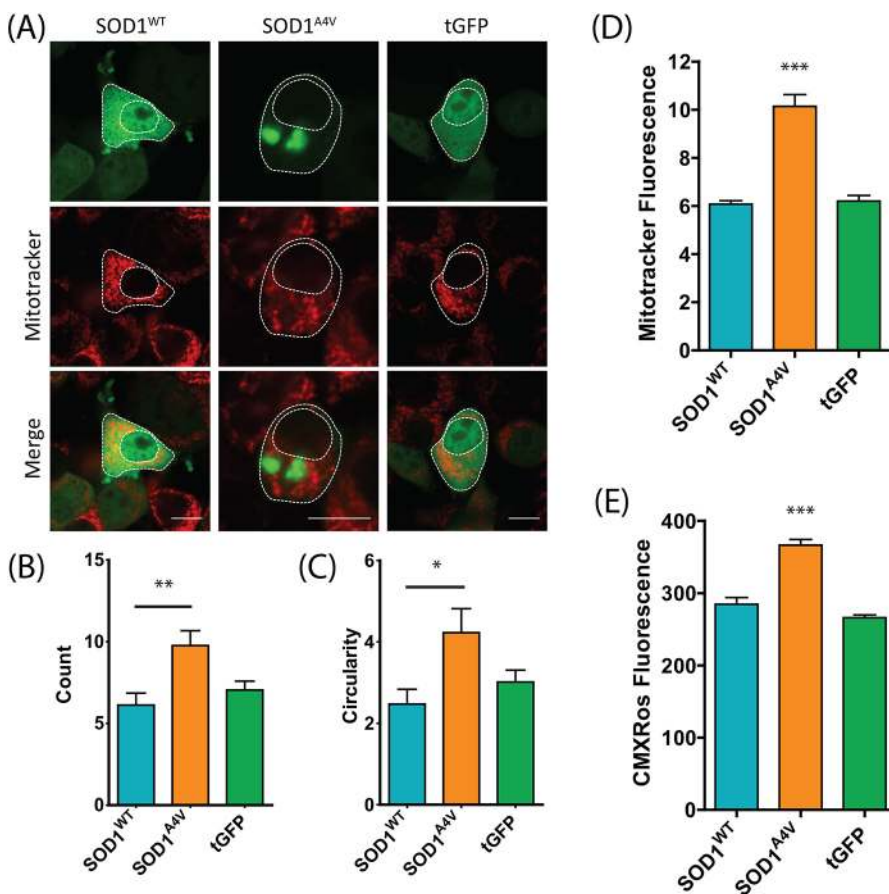 (A)
SOD1ᵂᵀ SOD1ᴬ⁴ⱽ tGFP
Mitotracker
Merge
(B)
15
10
5
0
Count
**
SOD1ᵂᵀ
SOD1ᴬ⁴ⱽ
tGFP
(C)
6
4
2
0
Circularity
*
SOD1ᵂᵀ
SOD1ᴬ⁴ⱽ
tGFP
(D)
12
10
8
6
4
2
0
Mitotracker Fluorescence
***
SOD1ᵂᵀ
SOD1ᴬ⁴ⱽ
tGFP
(E)
400
300
200
100
0
CMXRos Fluorescence
***
SOD1ᵂᵀ
SOD1ᴬ⁴ⱽ
tGFP